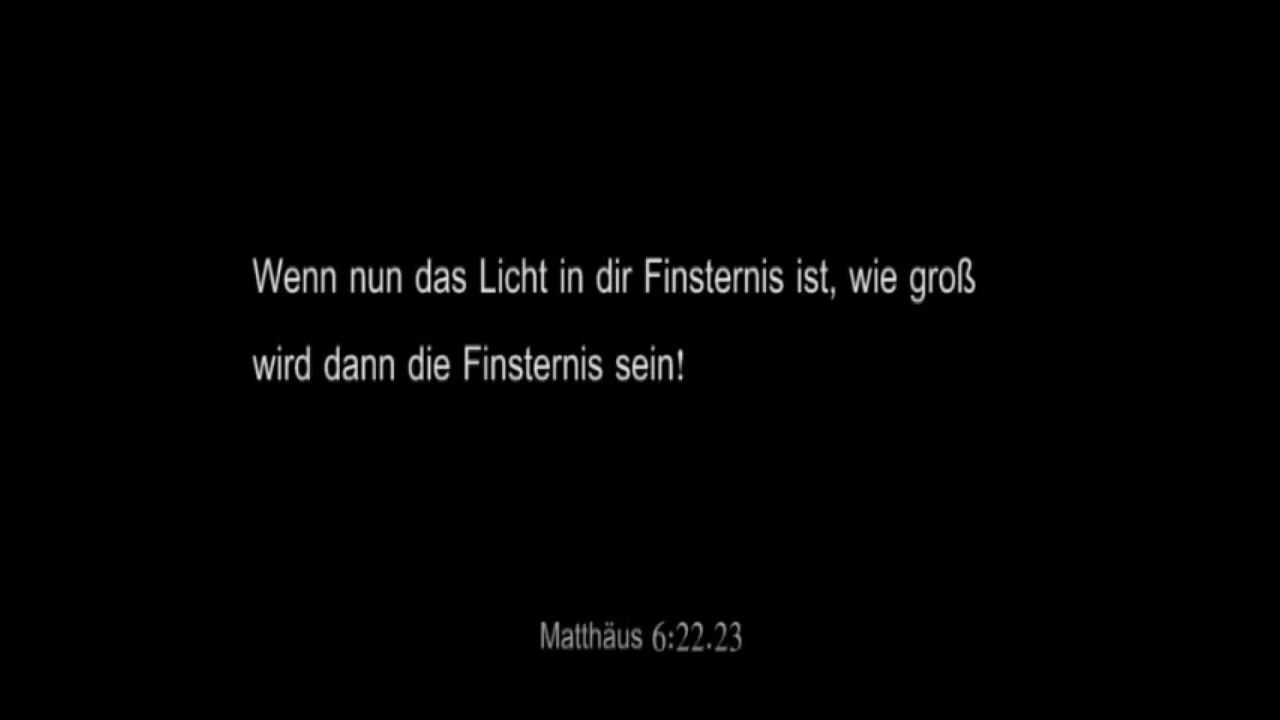 Wenn nun das Licht in dir Finsternis ist, wie groß
wird dann die Finsternis sein!
Matthäus 6:22.23